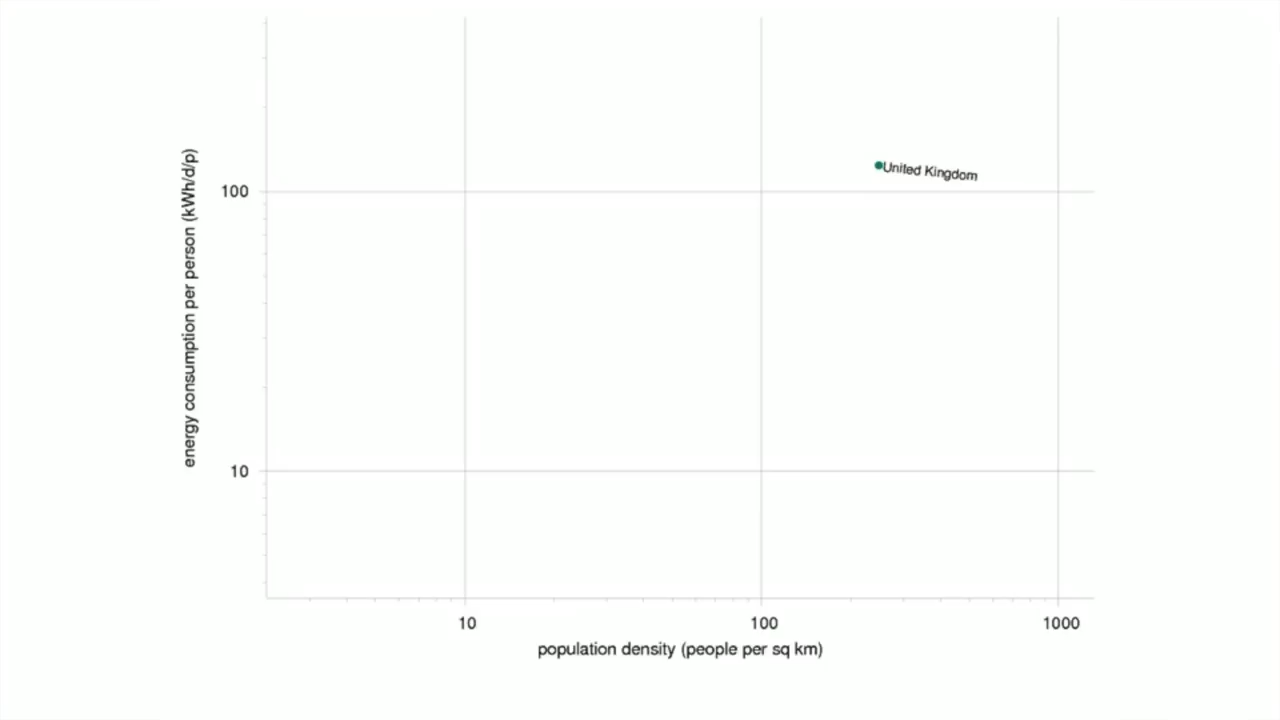 energy consumption per person (kWh/d/p)
100
10
United Kingdom
10
100
1000
population density (people per sq km)